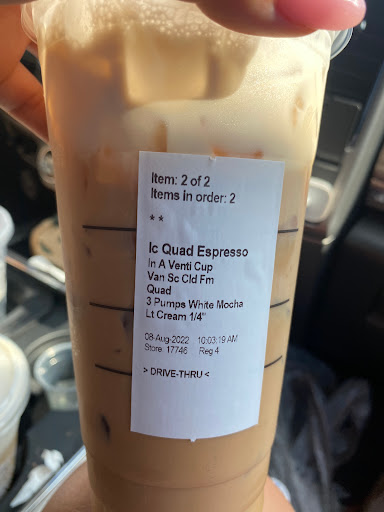 Item: 2 of 2
Items in order: 2
* *
Ic Quad Espresso
In A Venti Cup
Van Sc Cld Fm
Quad
3 Pumps White Mocha
Lt Cream 1/4"
08-Aug-2022 10:03:19 AM
Store: 17746 Reg 4
> DRIVE-THRU <